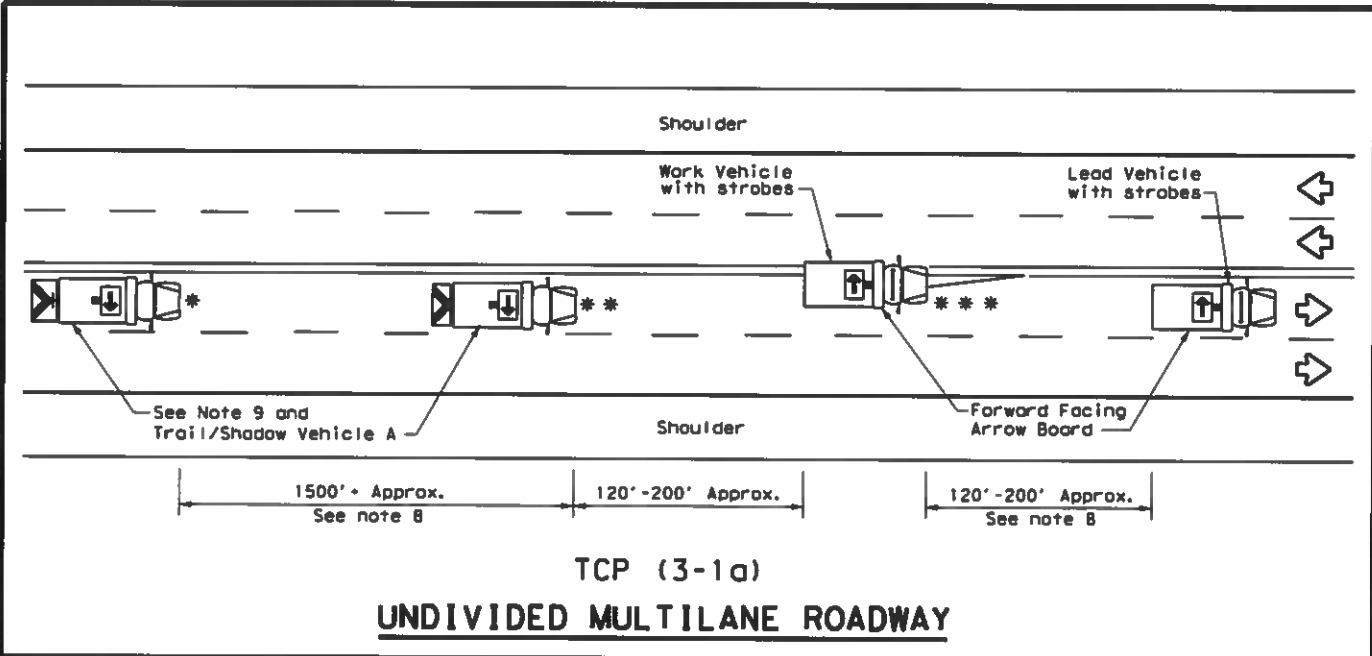 Shoulder
Work Vehicle
with strobes
Lead Vehicle
with strobes
*
* *
* * *
See Note 9 and
Trail/Shadow Vehicle A
Shoulder
Forward Facing
Arrow Board
1500'+ Approx.
See note 8
120'-200' Approx.
120'-200' Approx.
See note 8
TCP (3-1a)
UNDIVIDED MULTILANE ROADWAY